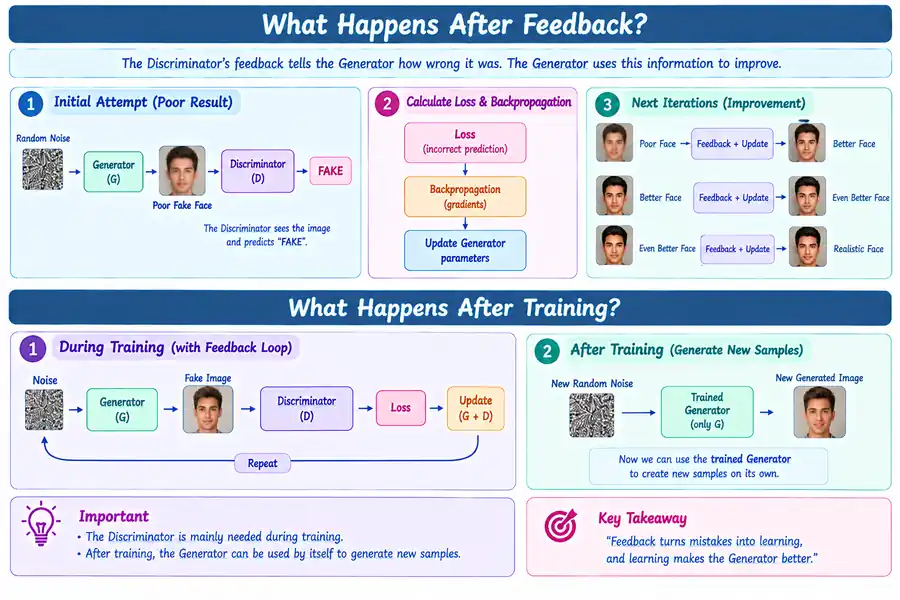 What Happens After Feedback?
The Discriminator's feedback tells the Generator how wrong it was. The Generator uses this information to improve.
1 Initial Attempt (Poor Result)
Random Noise
Generator
(G)
Poor Fake Face
Discriminator
(D)
FAKE
The Discriminator sees the image
and predicts "FAKE".
2 Calculate Loss & Backpropagation
Loss
(incorrect prediction)
Backpropagation
(gradients)
Update Generator
parameters
3 Next Iterations (Improvement)
Poor Face
Feedback + Update
Better Face
Better Face
Feedback + Update
Even Better Face
Even Better Face
Feedback + Update
Realistic Face
What Happens After Training?
1 During Training (with Feedback Loop)
Noise
Generator
(G)
Fake Image
Discriminator
(D)
Loss
Update
(G + D)
Repeat
2 After Training (Generate New Samples)
New Random Noise
Trained
Generator
(only G)
New Generated Image
Now we can use the trained Generator
to create new samples on its own.
Important
• The Discriminator is mainly needed during training.
• After training, the Generator can be used by itself to generate new samples.
Key Takeaway
"Feedback turns mistakes into learning,
and learning makes the Generator better."